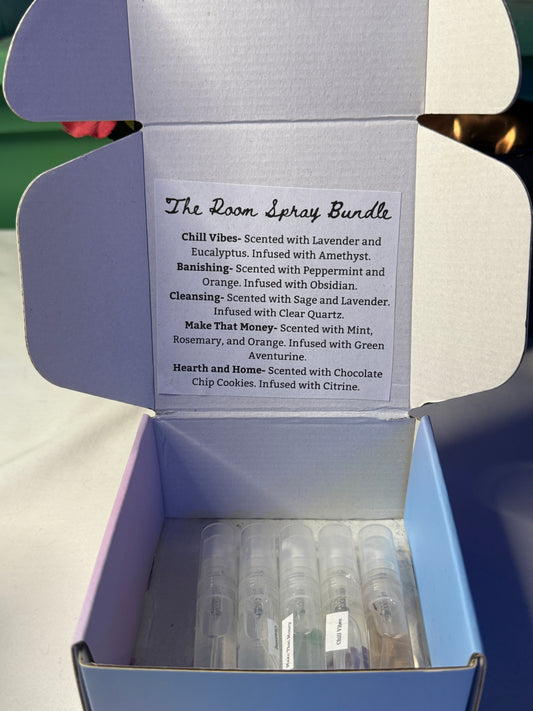 The Room Spray Bundle
Chill Vibes- Scented with Lavender and
Eucalyptus. Infused with Amethyst.
Banishing- Scented with Peppermint and
Orange. Infused with Obsidian.
Cleansing- Scented with Sage and Lavender.
Infused with Clear Quartz.
Make That Money- Scented with Mint,
Rosemary, and Orange. Infused with Green
Aventurine.
Hearth and Home- Scented with Chocolate
Chip Cookies. Infused with Citrine.
Make That Money
Chill Vibes